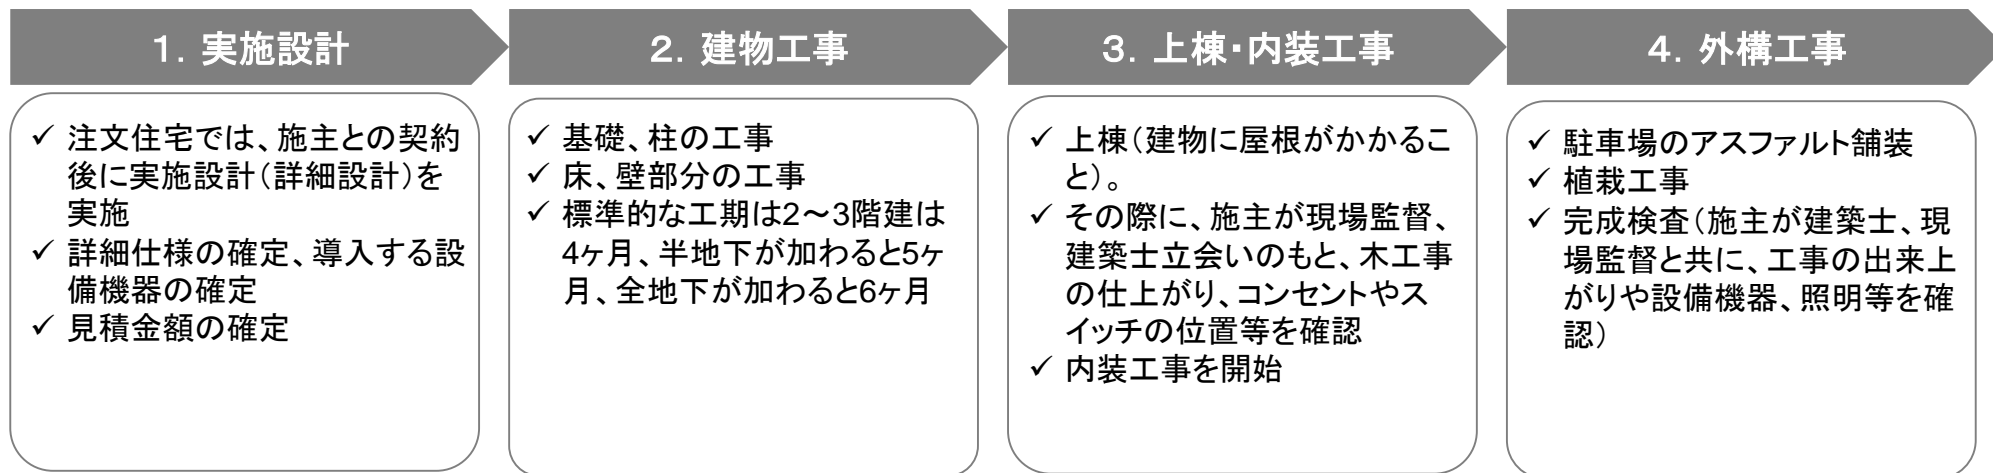 １．実施設計
✓ 注文住宅では、施主との契約
後に実施設計（詳細設計）を
実施
✓ 詳細仕様の確定、導入する設
備機器の確定
✓ 見積金額の確定
２．建物工事
✓ 基礎、柱の工事
✓ 床、壁部分の工事
✓ 標準的な工期は2～3階建は
4ヶ月、半地下が加わると5ヶ
月、全地下が加わると6ヶ月
３．上棟・内装工事
✓ 上棟（建物に屋根がかかるこ
と）。
✓ その際に、施主が現場監督、
建築士立会いのもと、木工事
の仕上がり、コンセントやス
イッチの位置等を確認
✓ 内装工事を開始
４．外構工事
✓ 駐車場のアスファルト舗装
✓ 植栽工事
✓ 完成検査（施主が建築士、現
場監督と共に、工事の出来上
がりや設備機器、照明等を確
認）